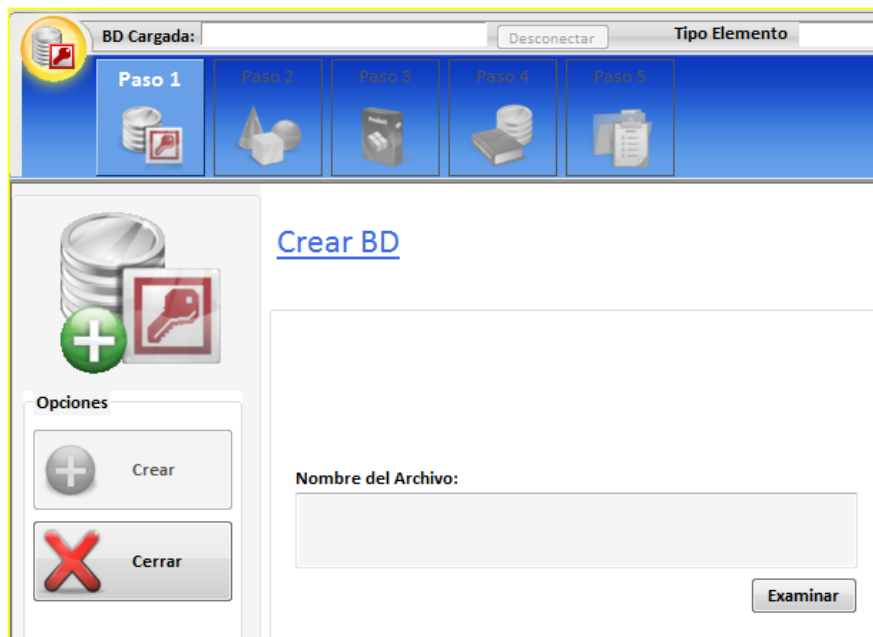 BD Cargada: Desconectar Tipo Elemento
Paso 1 Paso 2 Paso 3 Paso 4 Paso 5
Product
Crear BD
Opciones
Crear
Nombre del Archivo:
Cerrar
Examinar